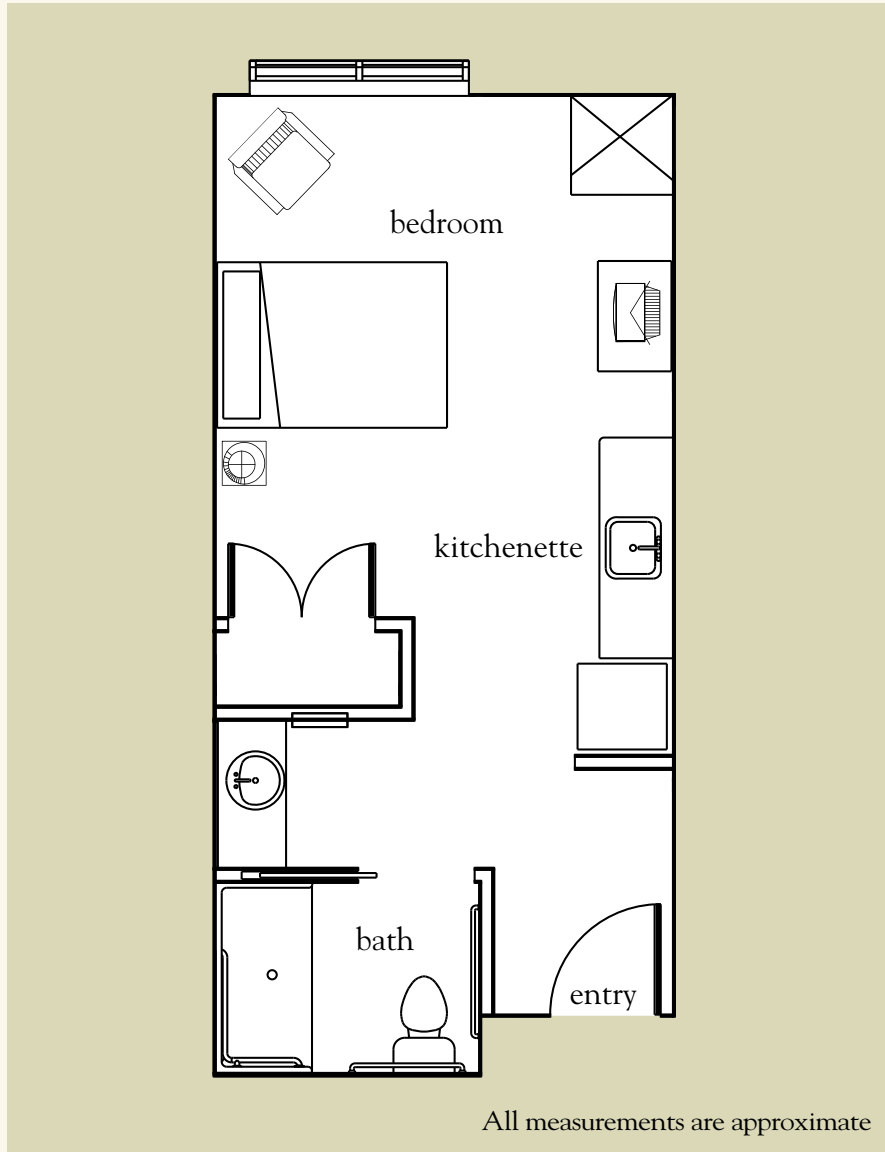 bedroom
kitchenette
bath
entry
All measurements are approximate